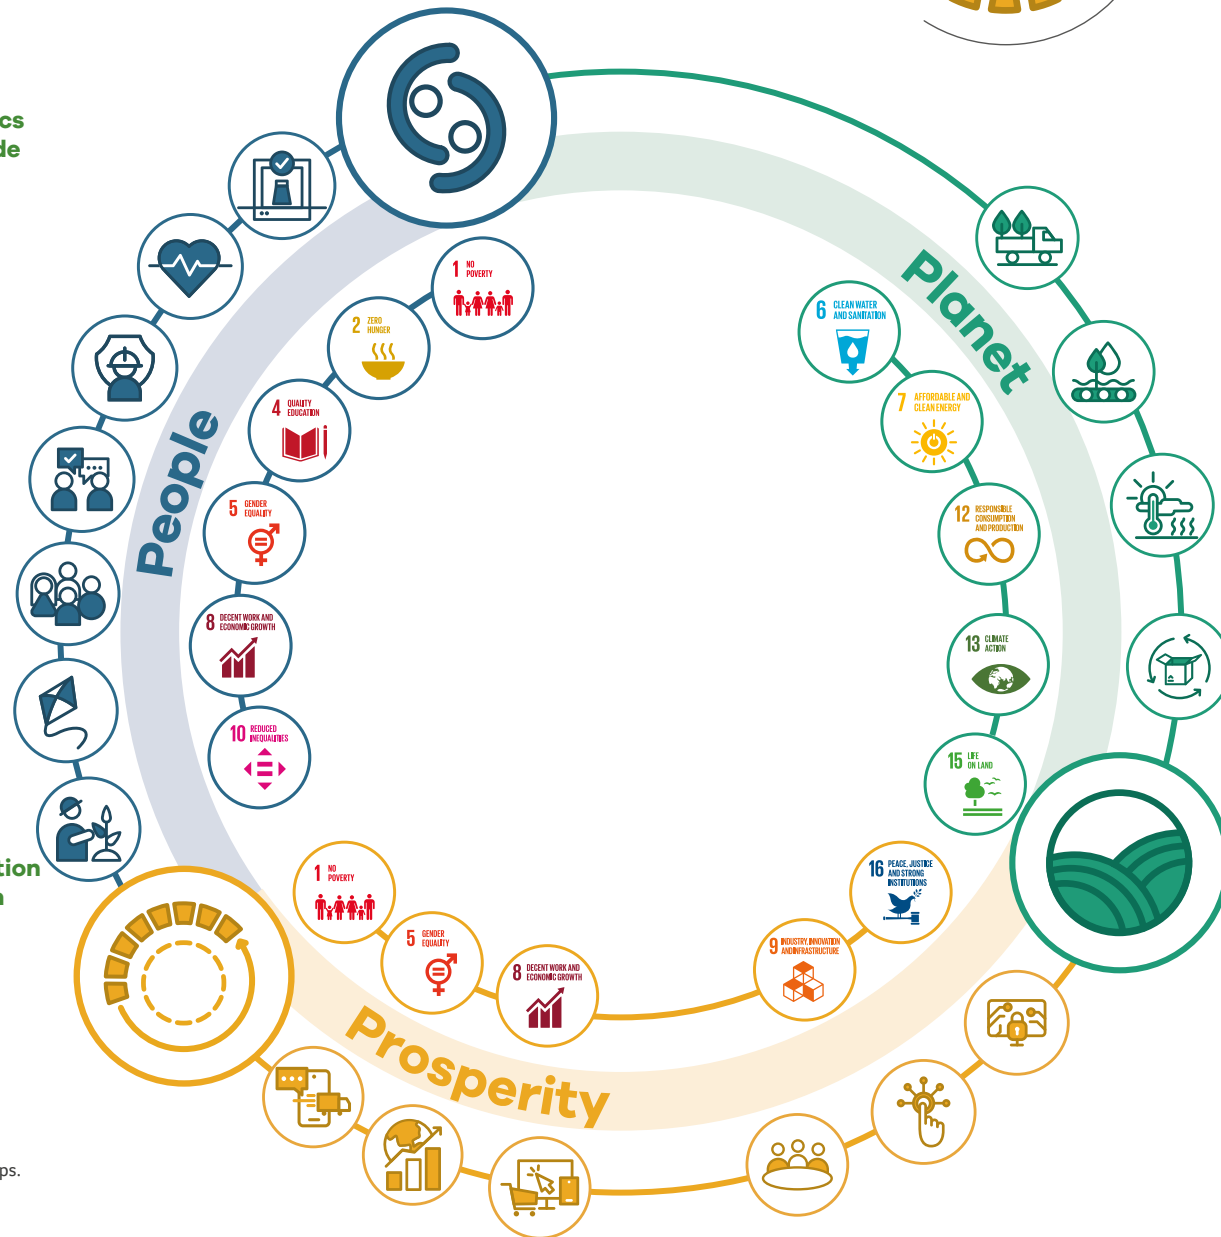 cs
de
People
Planet
Prosperity
1 NO
POVERTY
2 ZERO
HUNGER
4 QUALITY
EDUCATION
5 GENDER
EQUALITY
8 DECENT WORK AND
ECONOMIC GROWTH
10 REDUCED
INEQUALITIES
6 CLEAN WATER
AND SANITATION
7 AFFORDABLE AND
CLEAN ENERGY
12 RESPONSIBLE
CONSUMPTION
AND PRODUCTION
13 CLIMATE
ACTION
15 LIFE
ON LAND
1 NO
POVERTY
5 GENDER
EQUALITY
8 DECENT WORK AND
ECONOMIC GROWTH
9 INDUSTRY, INNOVATION
AND INFRASTRUCTURE
16 PEACE, JUSTICE
AND STRONG
INSTITUTIONS
tion
ps.